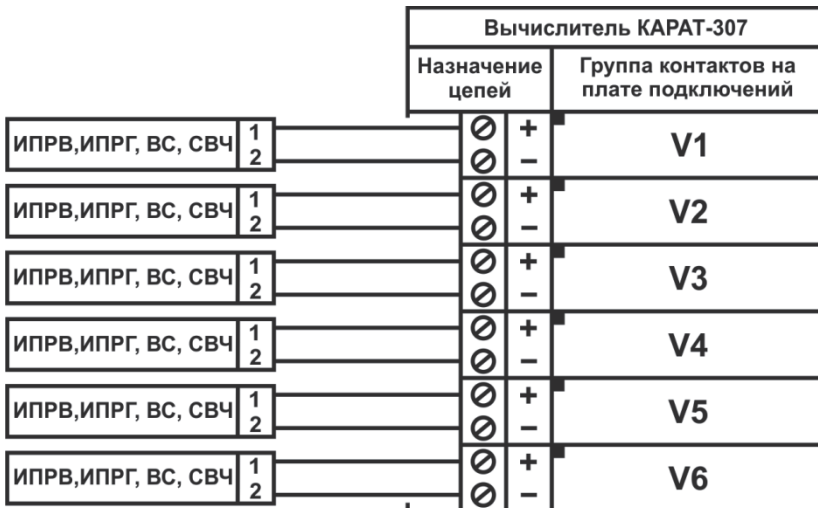 Вычислитель КАРАТ-307
Назначение цепей
Группа контактов на плате подключений
ИПРВ,ИПРГ, ВС, СВЧ 1 + V1
2 –
ИПРВ,ИПРГ, ВС, СВЧ 1 + V2
2 –
ИПРВ,ИПРГ, ВС, СВЧ 1 + V3
2 –
ИПРВ,ИПРГ, ВС, СВЧ 1 + V4
2 –
ИПРВ,ИПРГ, ВС, СВЧ 1 + V5
2 –
ИПРВ,ИПРГ, ВС, СВЧ 1 + V6
2 –